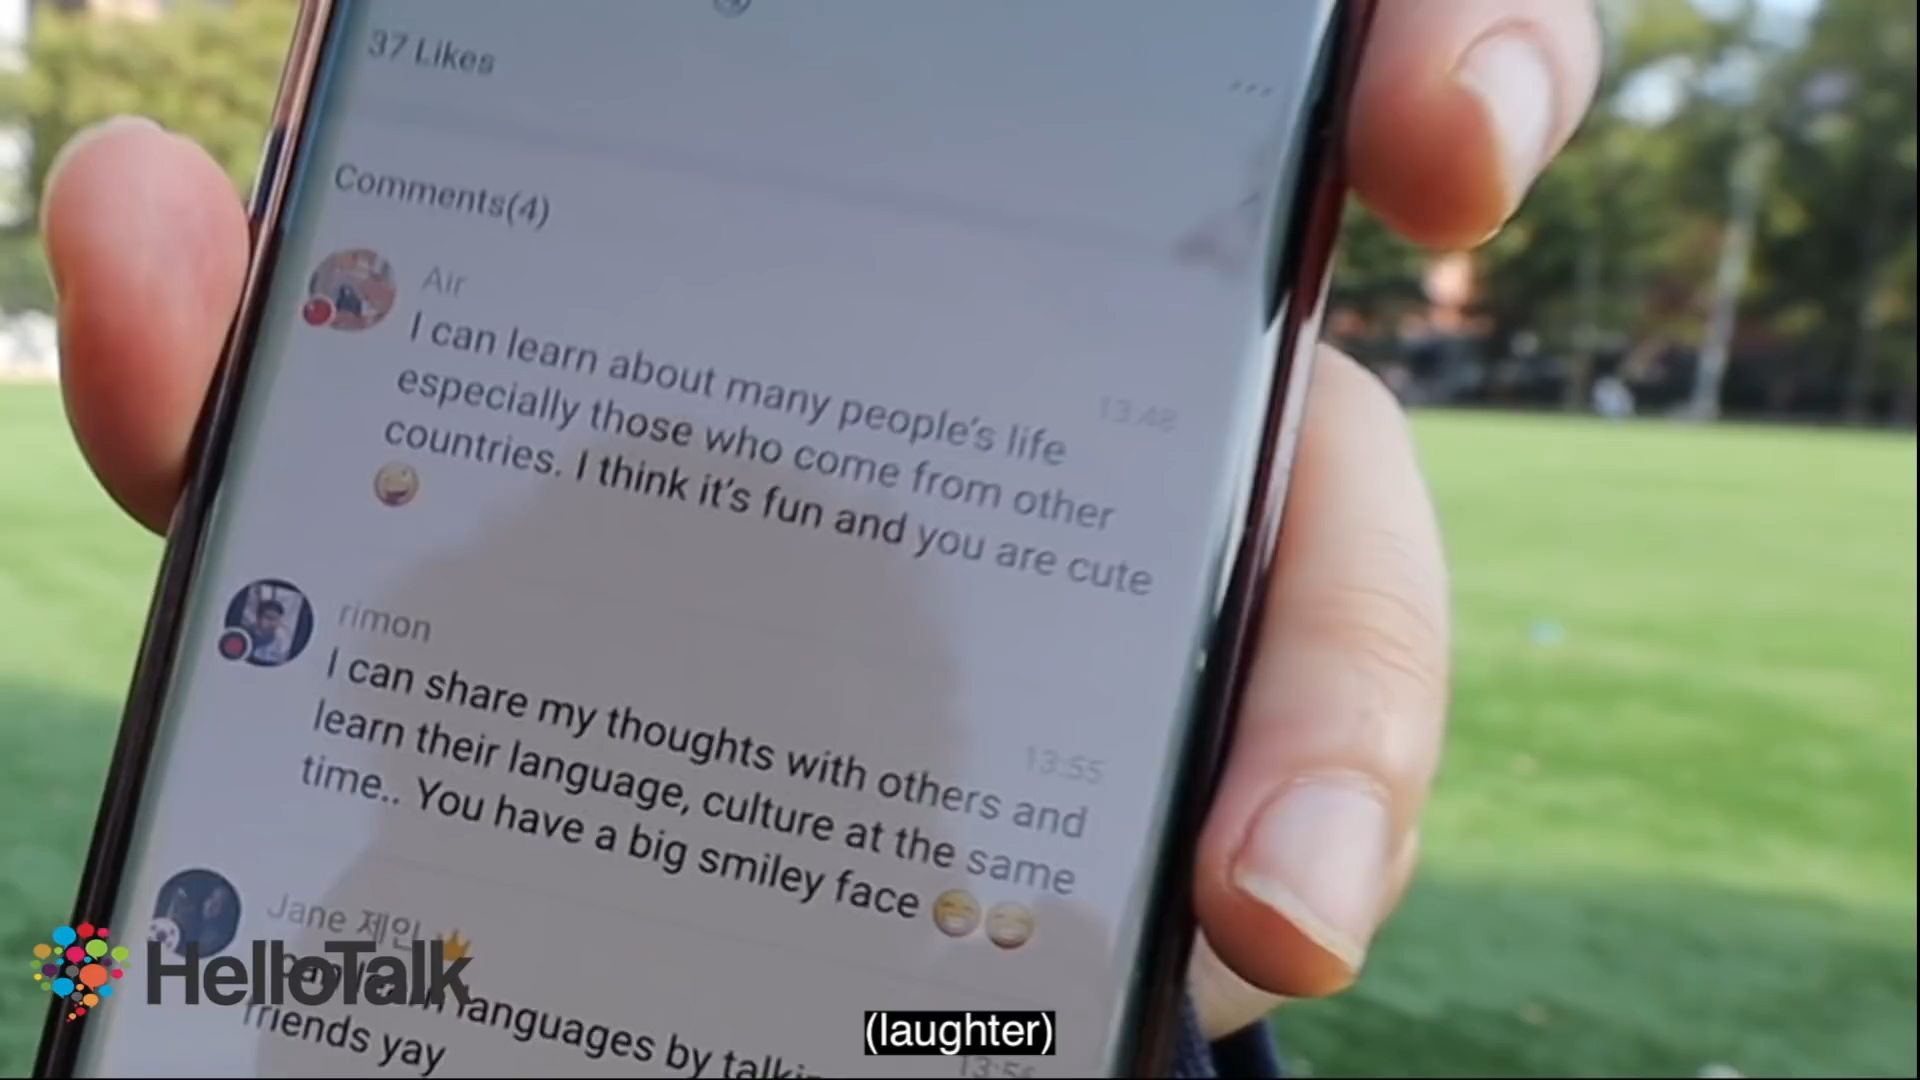 37 Likes
Comments(4)
Air
13:48
I can learn about many people's life
especially those who come from other
countries. I think it's fun and you are cute
rimon
13:55
I can share my thoughts with others and
learn their language, culture at the same
time.. You have a big smiley face
Jane 제인
languages by
friends yay
HelloTalk
(laughter)